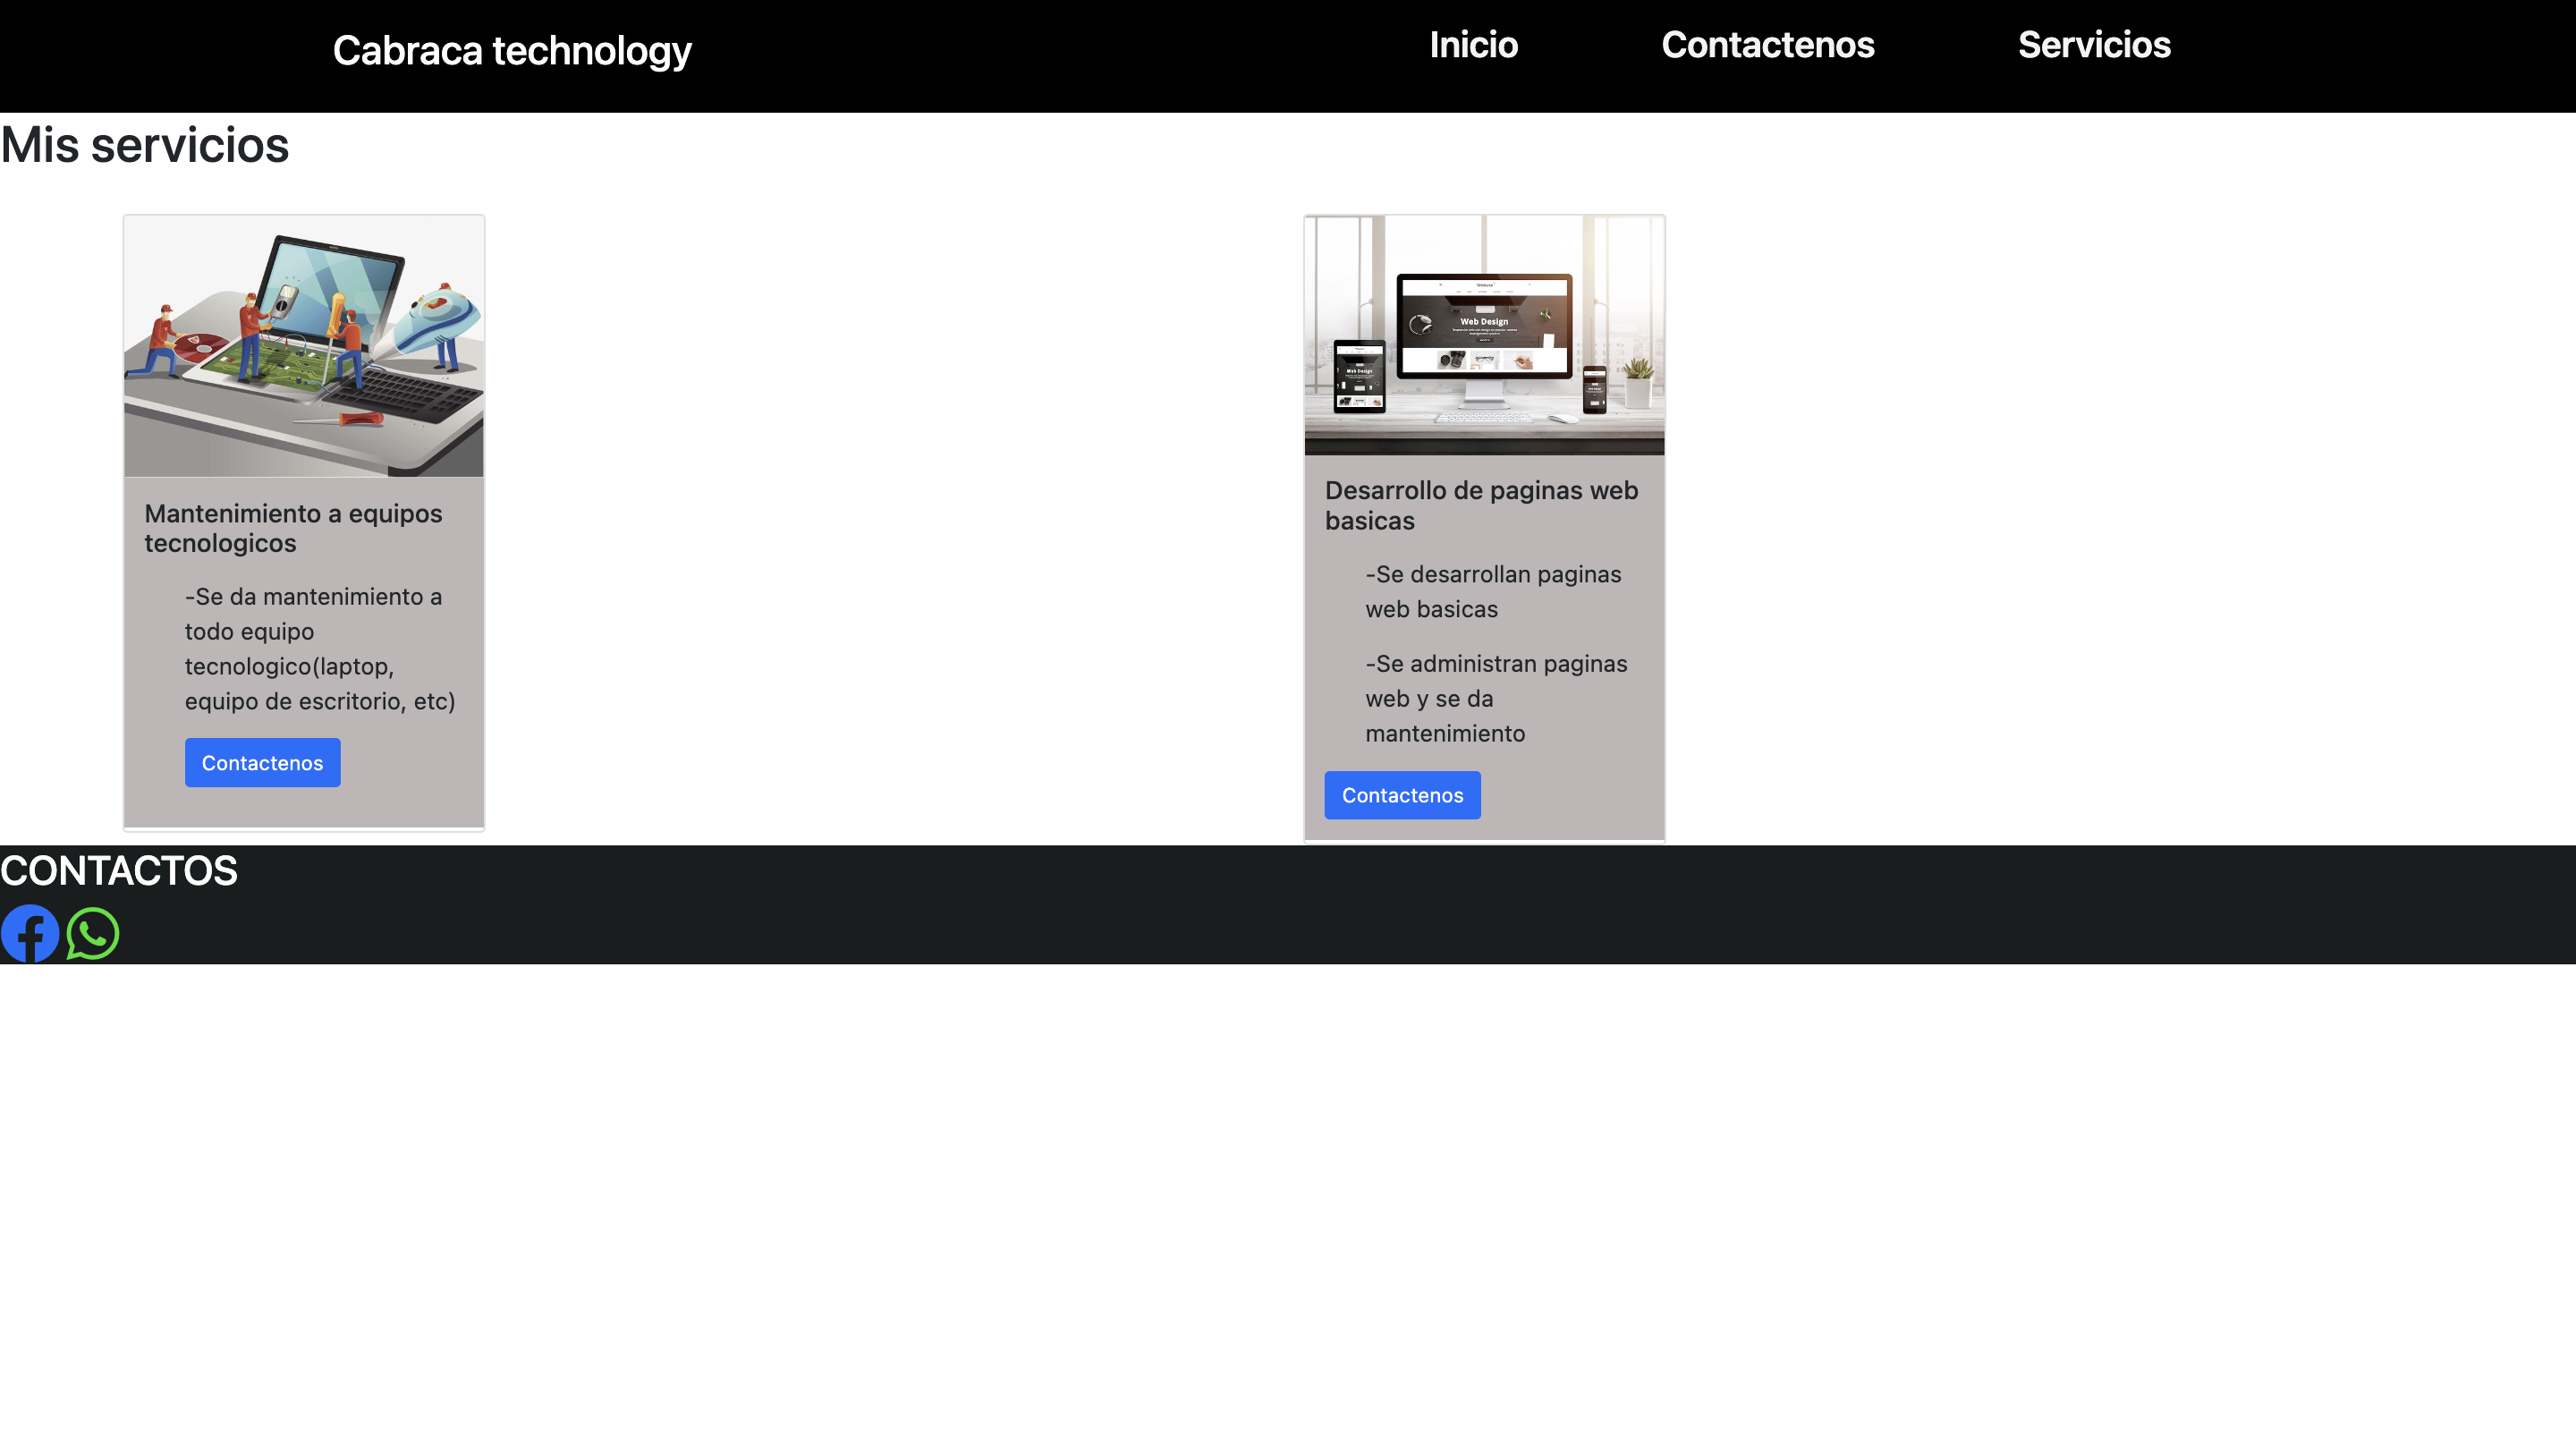 Cabraca technology
Inicio
Contactenos
Servicios
Mis servicios
Mantenimiento a equipos
tecnologicos
-Se da mantenimiento a
todo equipo
tecnologico(laptop,
equipo de escritorio, etc)
Contactenos
Web Design
Web Design
Desarrollo de paginas web
basicas
-Se desarrollan paginas
web basicas
-Se administran paginas
web y se da
mantenimiento
Contactenos
CONTACTOS